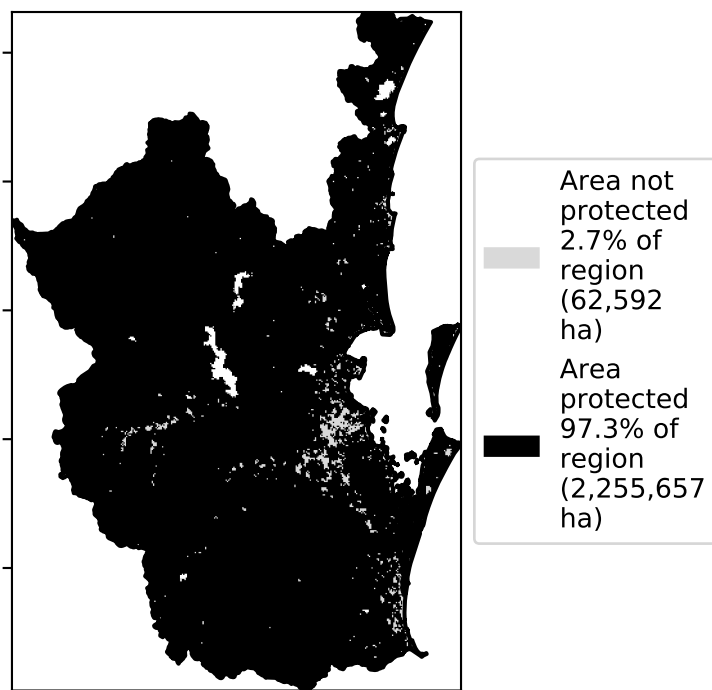 Area not
protected
2.7% of
region
(62,592
ha)
Area
protected
97.3% of
region
(2,255,657
ha)